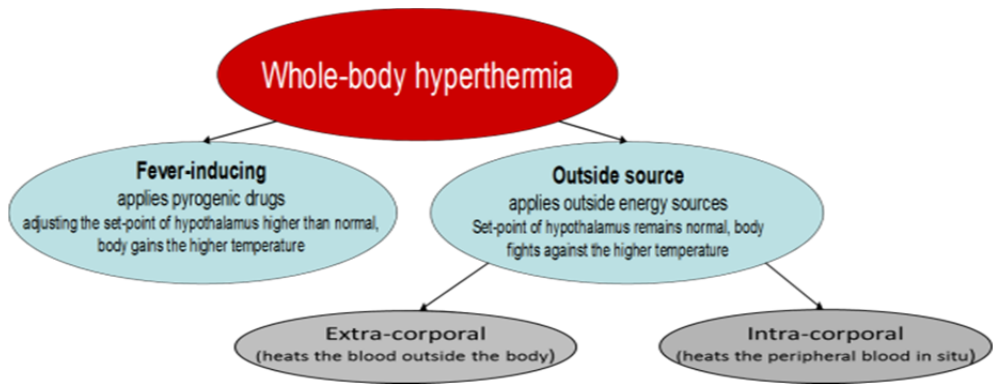 Whole-body hyperthermia
Fever-inducing
applies pyrogenic drugs
adjusting the set-point of hypothalamus higher than normal,
body gains the higher temperature
Outside source
applies outside energy sources
Set-point of hypothalamus remains normal, body
fights against the higher temperature
Extra-corporal
(heats the blood outside the body)
Intra-corporal
(heats the peripheral blood in situ)